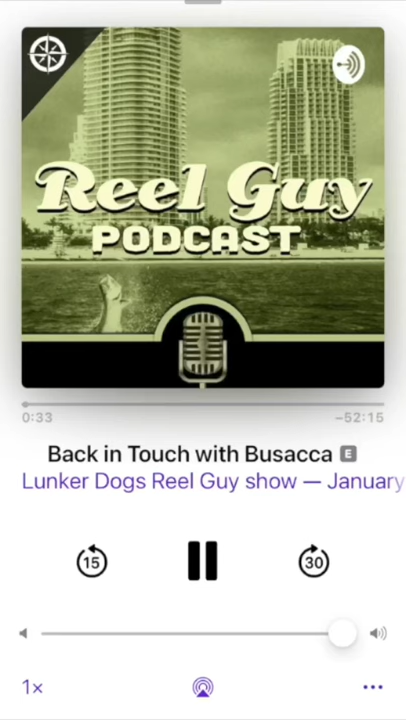 Reel Guy
PODCAST
0:33
-52:15
Back in Touch with Busacca E
Lunker Dogs Reel Guy show — January
15
30
1×